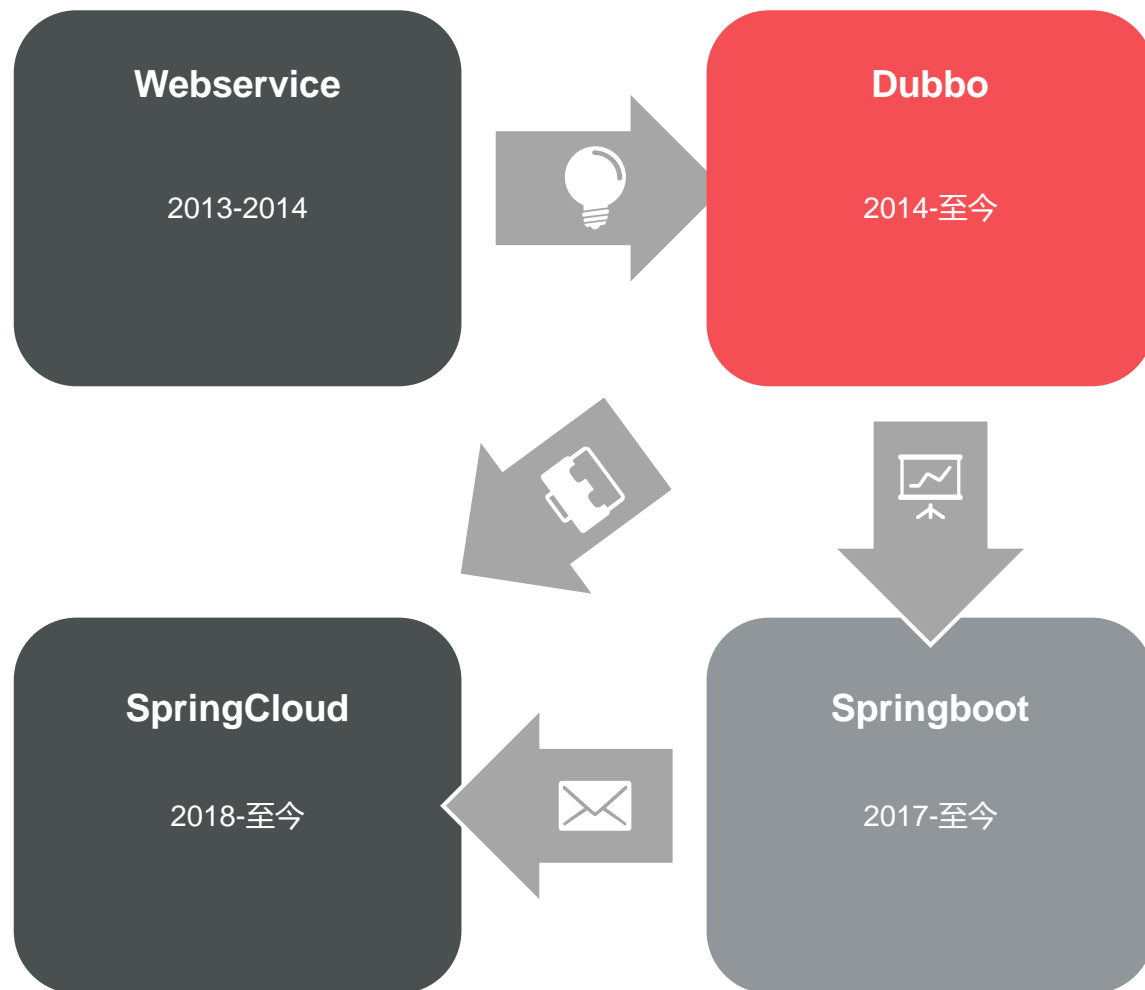 Webservice
2013-2014
Dubbo
2014-至今
SpringCloud
2018-至今
Springboot
2017-至今